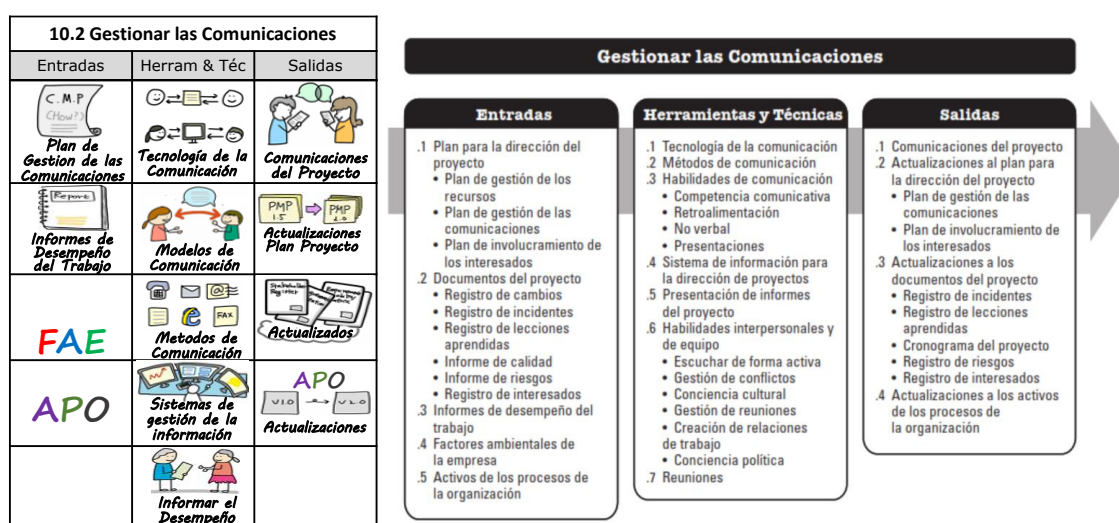 10.2 Gestionar las Comunicaciones
Entradas
Herram & Téc
Salidas
C.M.P
(How?)
Plan de
Gestion de las
Comunicaciones
Tecnología de la
Comunicación
Comunicaciones
del Proyecto
Report
Informes de
Desempeño
del Trabajo
Modelos de
Comunicación
PMP
1.5
PMP
2.0
Actualizaciones
Plan Proyecto
FAE
@
e
FAX
Metodos de
Comunicación
Stakeholder
Register
Actualizados
APO
Sistemas de
gestión de la
información
APO
V1.0
V2.0
Actualizaciones
Informar el
Desempeño
Gestionar las Comunicaciones
Entradas
.1 Plan para la dirección del
proyecto
• Plan de gestión de los
recursos
• Plan de gestión de las
comunicaciones
• Plan de involucramiento de
los interesados
.2 Documentos del proyecto
• Registro de cambios
• Registro de incidentes
• Registro de lecciones
aprendidas
• Informe de calidad
• Informe de riesgos
• Registro de interesados
.3 Informes de desempeño del
trabajo
.4 Factores ambientales de
la empresa
.5 Activos de los procesos de
la organización
Herramientas y Técnicas
.1 Tecnología de la comunicación
.2 Métodos de comunicación
.3 Habilidades de comunicación
• Competencia comunicativa
• Retroalimentación
• No verbal
• Presentaciones
.4 Sistema de información para
la dirección de proyectos
.5 Presentación de informes
del proyecto
.6 Habilidades interpersonales y
de equipo
• Escuchar de forma activa
• Gestión de conflictos
• Conciencia cultural
• Gestión de reuniones
• Creación de relaciones
de trabajo
• Conciencia política
.7 Reuniones
Salidas
.1 Comunicaciones del proyecto
.2 Actualizaciones al plan para
la dirección del proyecto
• Plan de gestión de las
comunicaciones
• Plan de involucramiento de
los interesados
.3 Actualizaciones a los
documentos del proyecto
• Registro de incidentes
• Registro de lecciones
aprendidas
• Cronograma del proyecto
• Registro de riesgos
• Registro de interesados
.4 Actualizaciones a los activos
de los procesos de
la organización